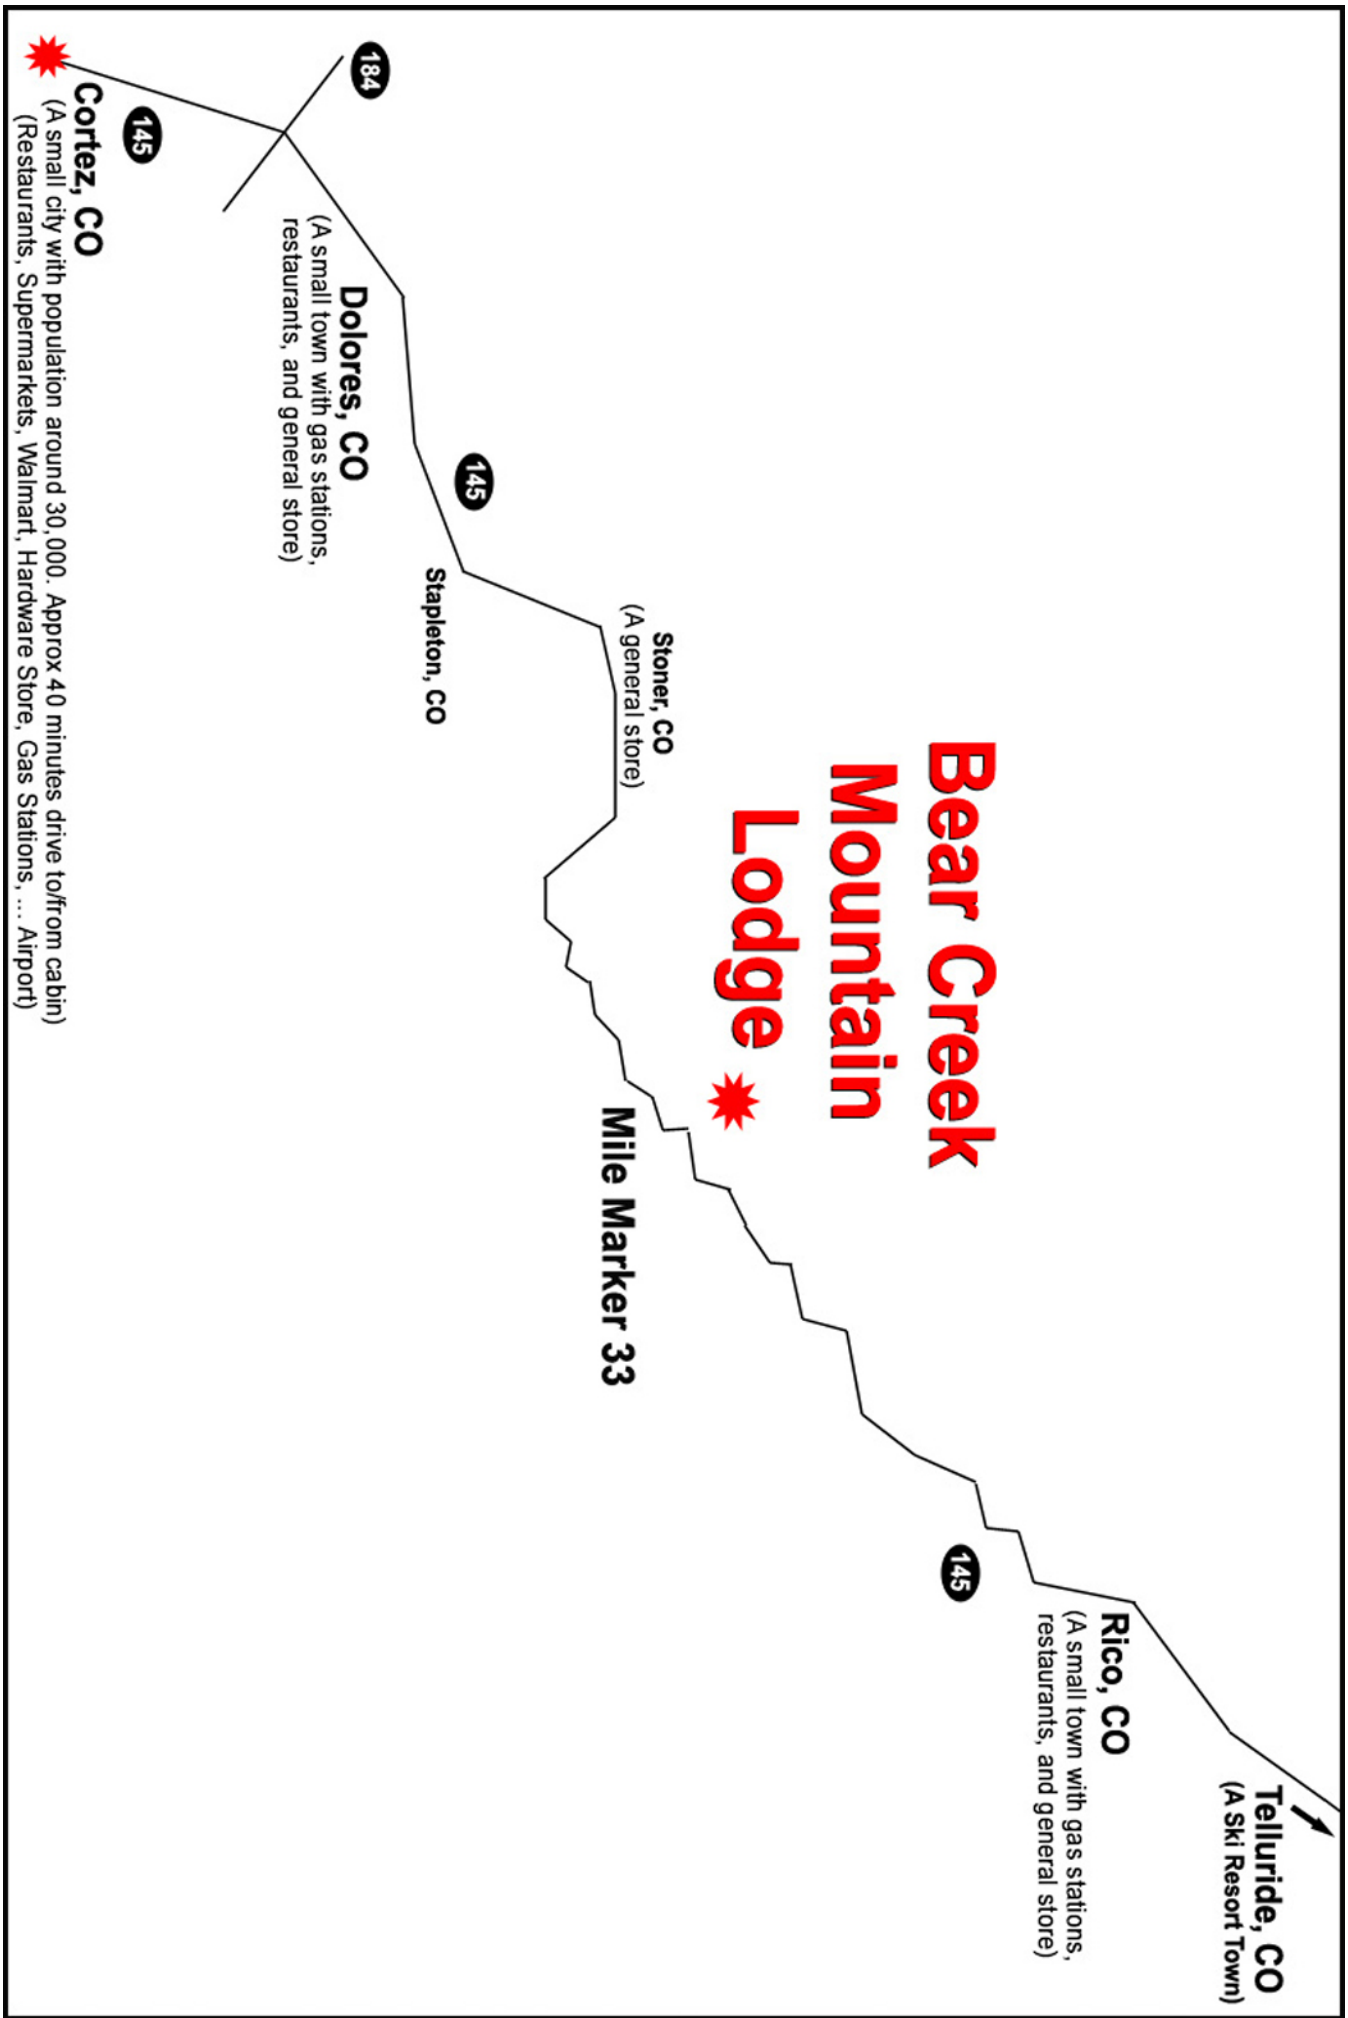 Telluride, CO
(A Ski Resort Town)
Rico, CO
(A small town with gas stations,
restaurants, and general store)
145
Bear Creek
Mountain
Lodge
Mile Marker 33
Stoner, CO
(A general store)
145
Stapleton, CO
184
Dolores, CO
(A small town with gas stations,
restaurants, and general store)
145
Cortez, CO
(A small city with population around 30,000. Approx 40 minutes drive to/from cabin)
(Restaurants, Supermarkets, Walmart, Hardware Store, Gas Stations, ... Airport)